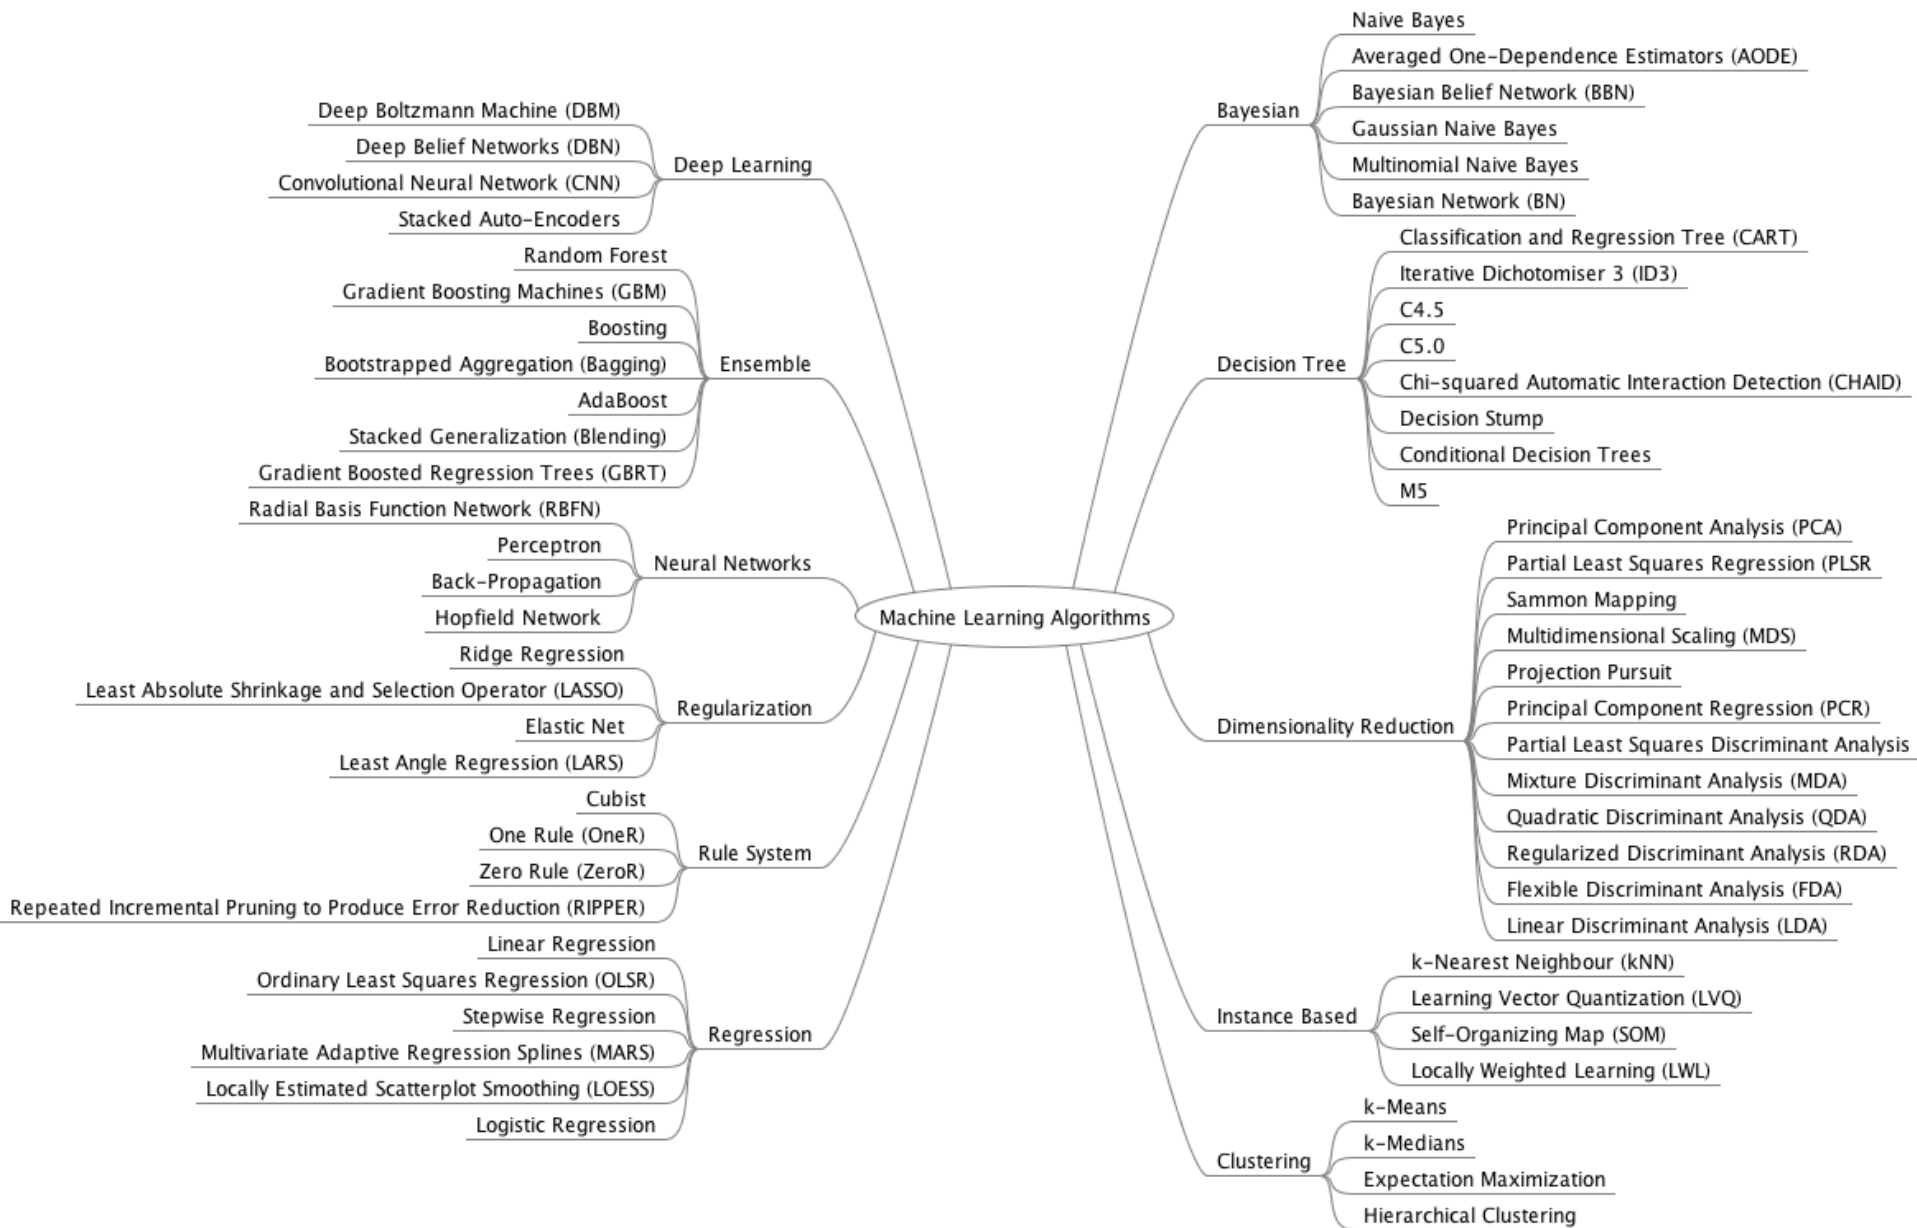 Machine Learning Algorithms
Deep Learning
Deep Boltzmann Machine (DBM)
Deep Belief Networks (DBN)
Convolutional Neural Network (CNN)
Stacked Auto-Encoders
Ensemble
Random Forest
Gradient Boosting Machines (GBM)
Boosting
Bootstrapped Aggregation (Bagging)
AdaBoost
Stacked Generalization (Blending)
Gradient Boosted Regression Trees (GBRT)
Neural Networks
Radial Basis Function Network (RBFN)
Perceptron
Back-Propagation
Hopfield Network
Regularization
Ridge Regression
Least Absolute Shrinkage and Selection Operator (LASSO)
Elastic Net
Least Angle Regression (LARS)
Rule System
Cubist
One Rule (OneR)
Zero Rule (ZeroR)
Repeated Incremental Pruning to Produce Error Reduction (RIPPER)
Regression
Linear Regression
Ordinary Least Squares Regression (OLSR)
Stepwise Regression
Multivariate Adaptive Regression Splines (MARS)
Locally Estimated Scatterplot Smoothing (LOESS)
Logistic Regression
Bayesian
Naive Bayes
Averaged One-Dependence Estimators (AODE)
Bayesian Belief Network (BBN)
Gaussian Naive Bayes
Multinomial Naive Bayes
Bayesian Network (BN)
Decision Tree
Classification and Regression Tree (CART)
Iterative Dichotomiser 3 (ID3)
C4.5
C5.0
Chi-squared Automatic Interaction Detection (CHAID)
Decision Stump
Conditional Decision Trees
M5
Dimensionality Reduction
Principal Component Analysis (PCA)
Partial Least Squares Regression (PLSR
Sammon Mapping
Multidimensional Scaling (MDS)
Projection Pursuit
Principal Component Regression (PCR)
Partial Least Squares Discriminant Analysis
Mixture Discriminant Analysis (MDA)
Quadratic Discriminant Analysis (QDA)
Regularized Discriminant Analysis (RDA)
Flexible Discriminant Analysis (FDA)
Linear Discriminant Analysis (LDA)
Instance Based
k-Nearest Neighbour (kNN)
Learning Vector Quantization (LVQ)
Self-Organizing Map (SOM)
Locally Weighted Learning (LWL)
Clustering
k-Means
k-Medians
Expectation Maximization
Hierarchical Clustering